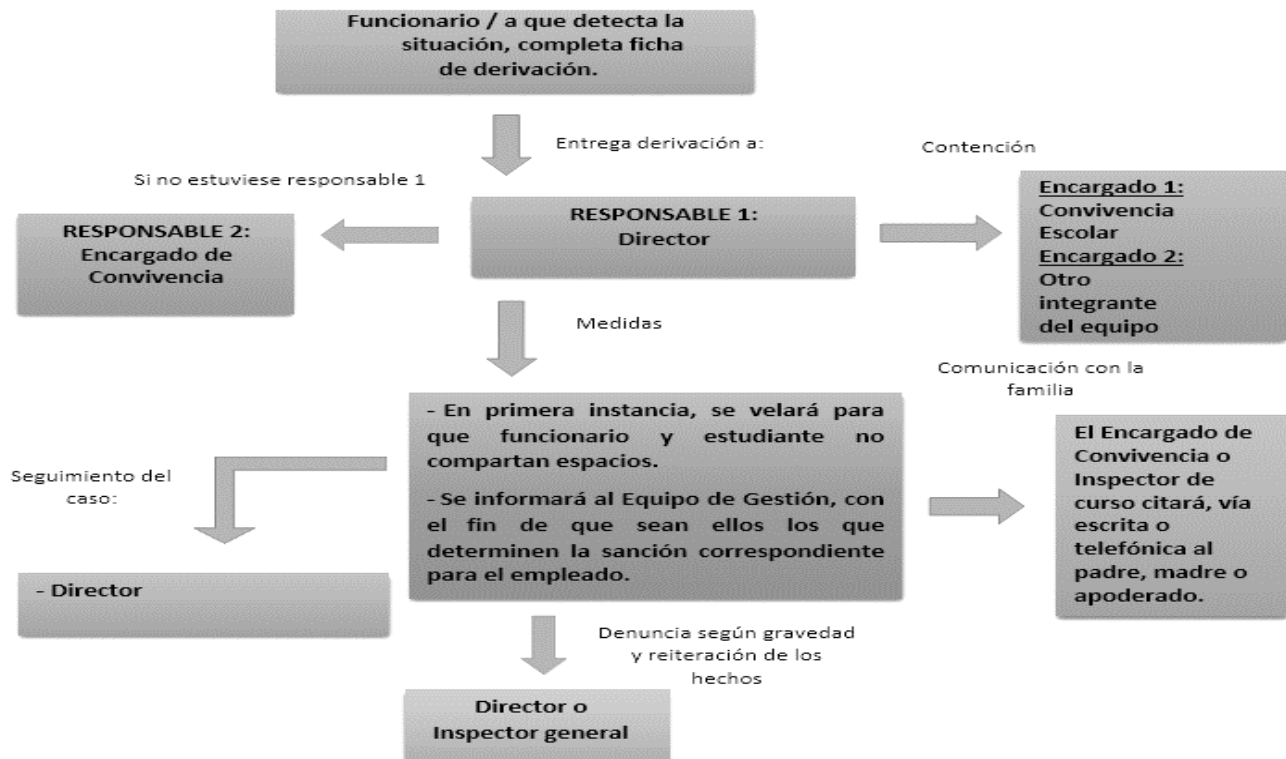 Funcionario / a que detecta la
situación, completa ficha
de derivación.
Entrega derivación a:
Contención
Si no estuviese responsable 1
RESPONSABLE 2:
Encargado de
Convivencia
RESPONSABLE 1:
Director
Encargado 1:
Convivencia
Escolar
Encargado 2:
Otro
integrante
del equipo
Medidas
Comunicación con la
familia
- En primera instancia, se velará para
que funcionario y estudiante no
compartan espacios.
- Se informará al Equipo de Gestión, con
el fin de que sean ellos los que
determinen la sanción correspondiente
para el empleado.
El Encargado de
Convivencia o
Inspector de
curso citará, vía
escrita o
telefónica al
padre, madre o
apoderado.
Seguimiento del
caso:
- Director
Denuncia según gravedad
y reiteración de los
hechos
Director o
Inspector general